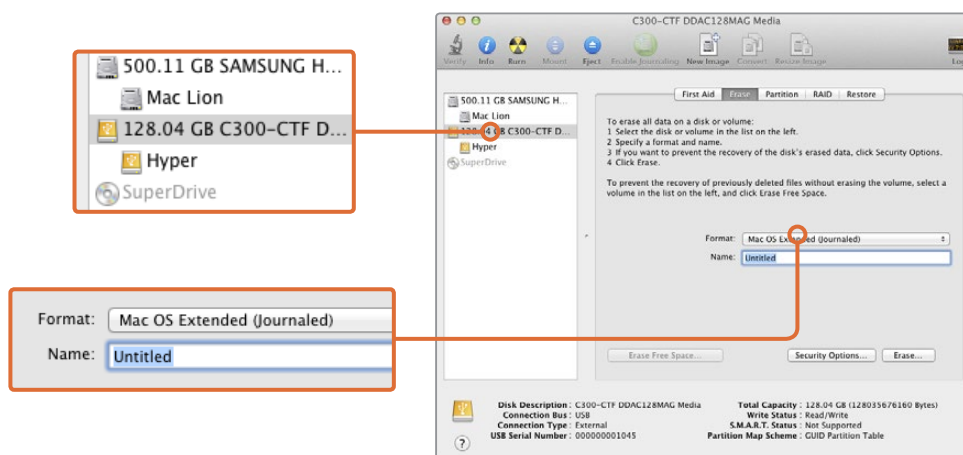 500.11 GB SAMSUNG H...
Mac Lion
128.04 GB C300-CTF D...
Hyper
SuperDrive
Format: Mac OS Extended (Journaled)
Name: Untitled
C300-CTF DDAC128MAG Media
Verify Info Burn Mount Eject Enable Journaling New Image Convert Resize Image Lo
500.11 GB SAMSUNG H...
Mac Lion
128.04 GB C300-CTF D...
Hyper
SuperDrive
First Aid Erase Partition RAID Restore
To erase all data on a disk or volume:
1 Select the disk or volume in the list on the left.
2 Specify a format and name.
3 If you want to prevent the recovery of the disk's erased data, click Security Options.
4 Click Erase.
To prevent the recovery of previously deleted files without erasing the volume, select a
volume in the list on the left, and click Erase Free Space.
Format: Mac OS Extended (Journaled)
Name: Untitled
Erase Free Space... Security Options... Erase...
Disk Description : C300-CTF DDAC128MAG Media
Connection Bus : USB
Connection Type : External
USB Serial Number : 000000001045
Total Capacity : 128.04 GB (128035676160 Bytes)
Write Status : Read/Write
S.M.A.R.T. Status : Not Supported
Partition Map Scheme : GUID Partition Table
?